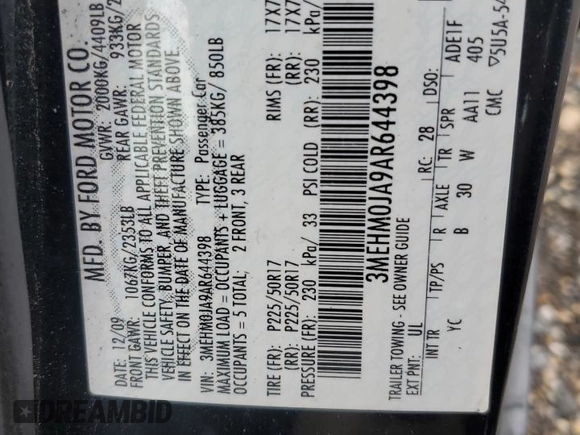 MFD. BY FORD MOTOR CO.
DATE: 12/09 GVWR: 2000KG/4409LB
FRONT GAWR: 1067KG/2353LB REAR GAWR: 933KG/2
THIS VEHICLE CONFORMS TO ALL APPLICABLE FEDERAL MOTOR
VEHICLE SAFETY, BUMPER, AND THEFT PREVENTION STANDARDS
IN EFFECT ON THE DATE OF MANUFACTURE SHOWN ABOVE.
VIN: 3MEHM0JA9AR644398 TYPE: Passenger Car
MAXIMUM LOAD = OCCUPANTS + LUGGAGE = 385KG/ 850LB
OCCUPANTS = 5 TOTAL; 2 FRONT, 3 REAR
TIRE (FR): P225/50R17 RIMS (FR): 17X7
(RR): P225/50R17 (RR): 17X7
PRESSURE (FR): 230 kPa/ 33 PSI COLD (RR): 230 kPa/
3MEHM0JA9AR644398
TRAILER TOWING - SEE OWNER GUIDE
EXT PNT: UL RC: 28 DSO:
INT TR TP/PS R AXLE TR SPR ADE1F
YC I B 30 W AA11 405
CMC ▽5U5A-54
DREAMBID